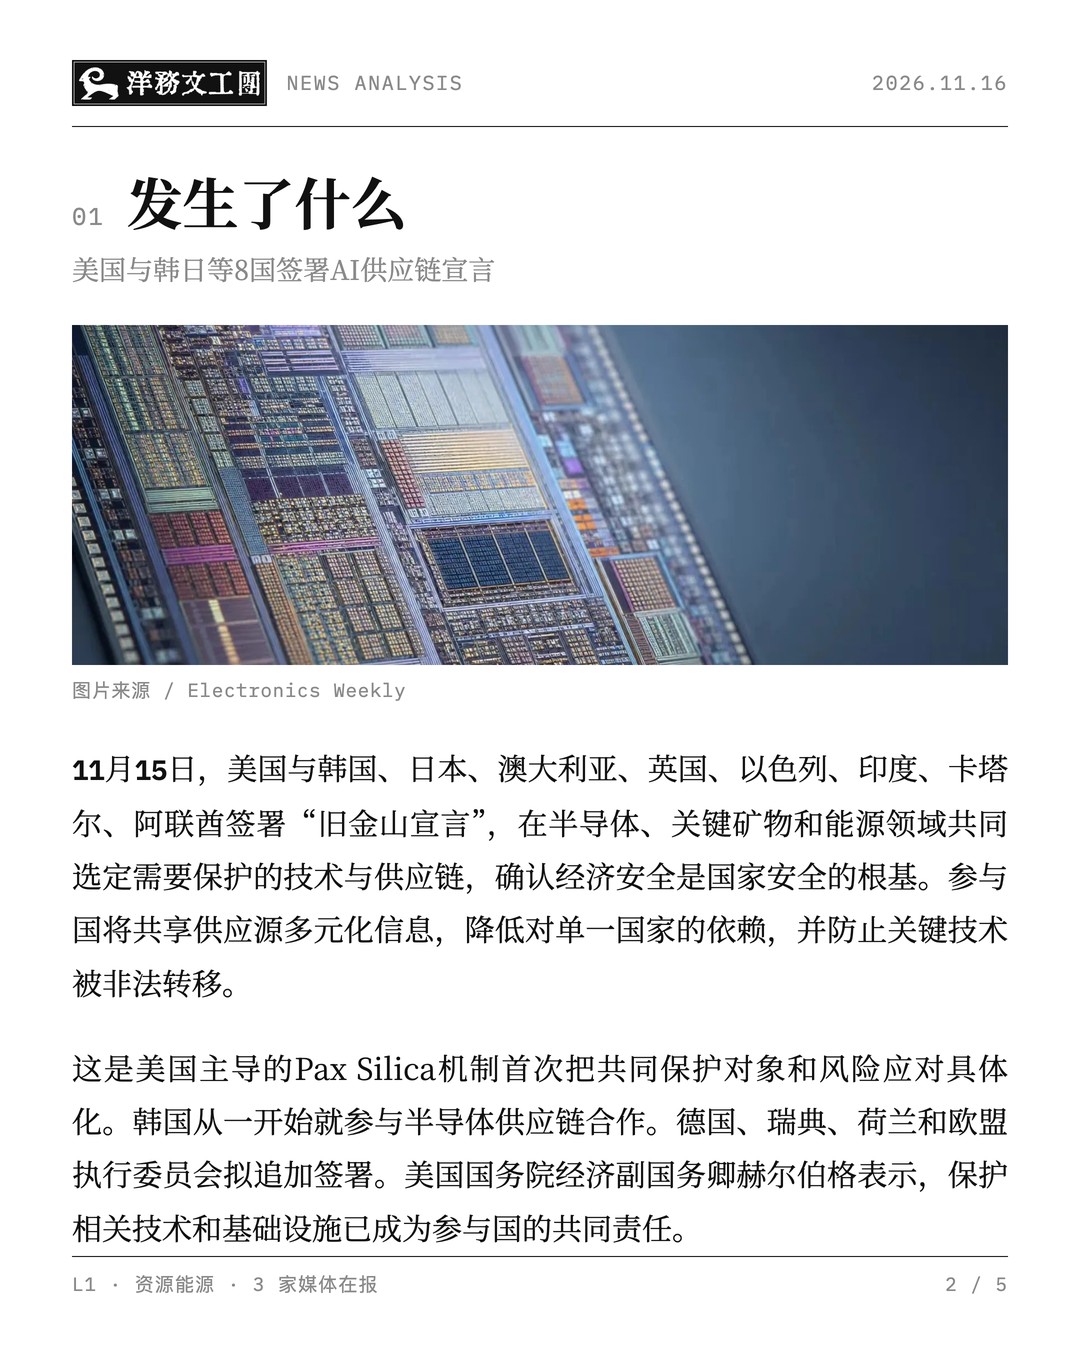 洋務文工團 NEWS ANALYSIS 2026.11.16
01 发生了什么
美国与韩日等8国签署AI供应链宣言
图片来源 / Electronics Weekly
11月15日，美国与韩国、日本、澳大利亚、英国、以色列、印度、卡塔
尔、阿联酋签署“旧金山宣言”，在半导体、关键矿物和能源领域共同
选定需要保护的技术与供应链，确认经济安全是国家安全的根基。参与
国将共享供应源多元化信息，降低对单一国家的依赖，并防止关键技术
被非法转移。
这是美国主导的Pax Silica机制首次把共同保护对象和风险应对具体
化。韩国从一开始就参与半导体供应链合作。德国、瑞典、荷兰和欧盟
执行委员会拟追加签署。美国国务院经济副国务卿赫尔伯格表示，保护
相关技术和基础设施已成为参与国的共同责任。
L1 · 资源能源 · 3 家媒体在报 2 / 5